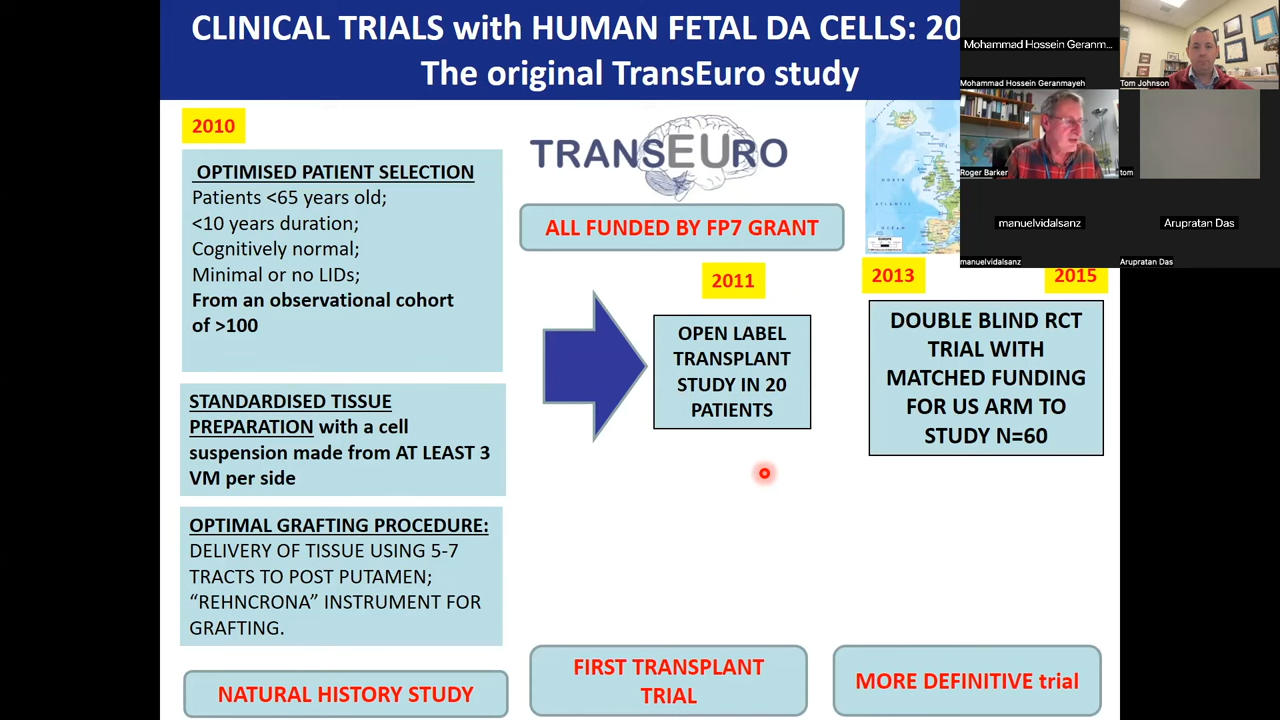 CLINICAL TRIALS with HUMAN FETAL DA CELLS: 20
The original TransEuro study
2010
OPTIMISED PATIENT SELECTION
Patients <65 years old;
<10 years duration;
Cognitively normal;
Minimal or no LIDs;
From an observational cohort
of >100
STANDARDISED TISSUE
PREPARATION with a cell
suspension made from AT LEAST 3
VM per side
OPTIMAL GRAFTING PROCEDURE:
DELIVERY OF TISSUE USING 5-7
TRACTS TO POST PUTAMEN;
“REHNCRONA” INSTRUMENT FOR
GRAFTING.
NATURAL HISTORY STUDY
TRANSEURO
ALL FUNDED BY FP7 GRANT
2011
OPEN LABEL
TRANSPLANT
STUDY IN 20
PATIENTS
FIRST TRANSPLANT
TRIAL
2013
2015
DOUBLE BLIND RCT
TRIAL WITH
MATCHED FUNDING
FOR US ARM TO
STUDY N=60
MORE DEFINITIVE trial
Mohammad Hossein Geranm...
Mohammad Hossein Geranmayeh
Tom Johnson
Roger Barker
tom
manuelvidalsanz
manuelvidalsanz
Arupratan Das
Arupratan Das